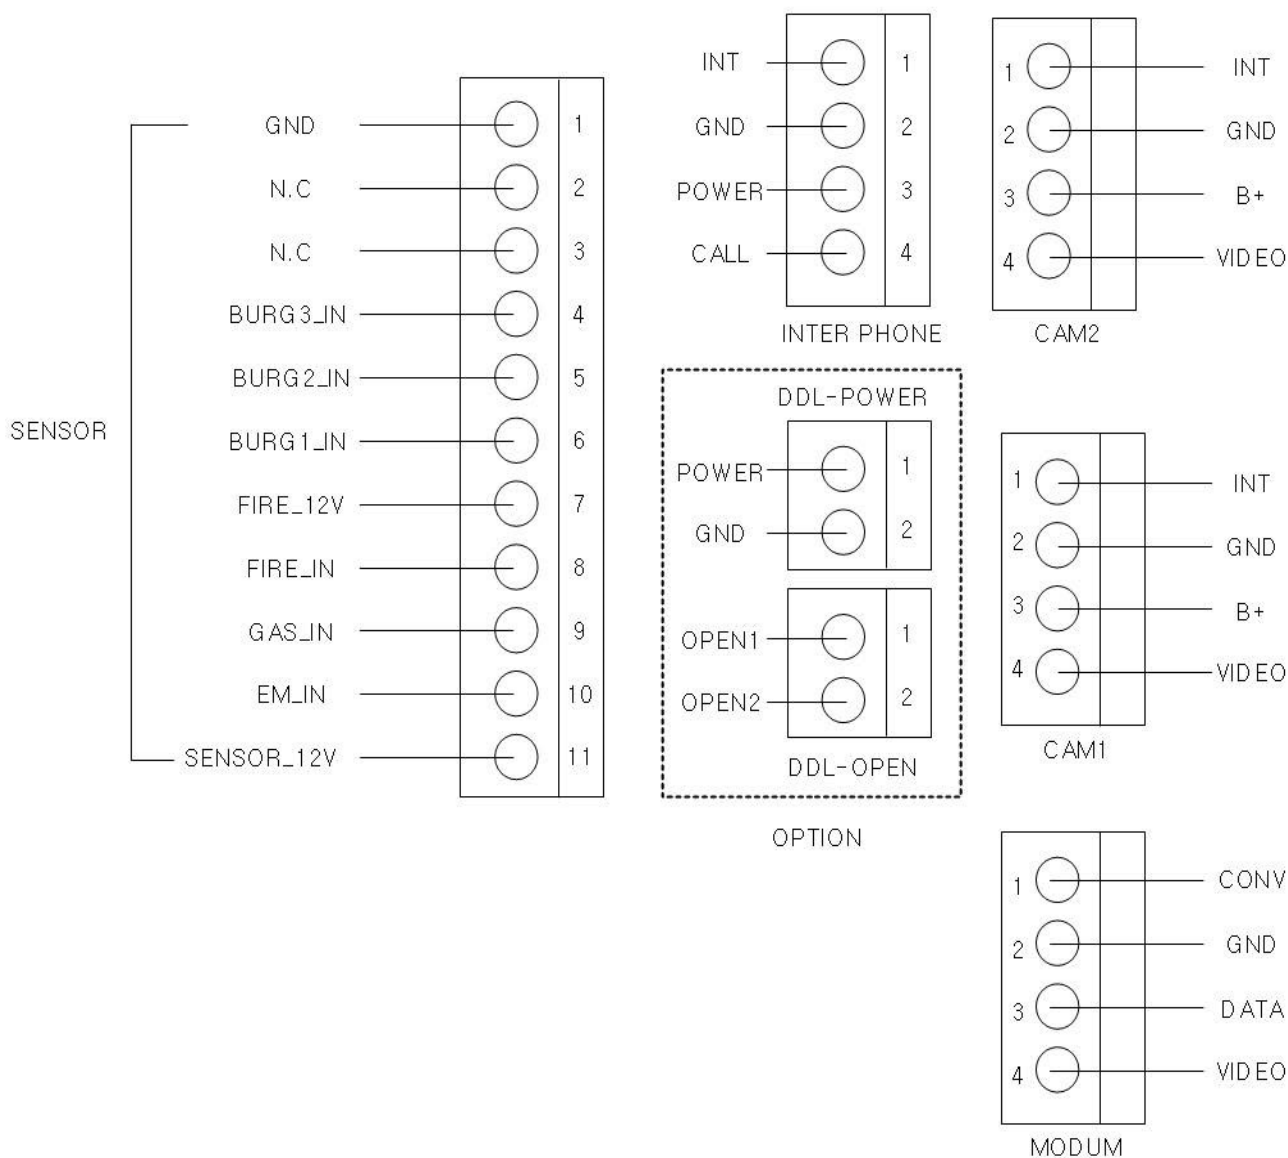 SENSOR
GND 1
N.C 2
N.C 3
BURG3_IN 4
BURG2_IN 5
BURG1_IN 6
FIRE_12V 7
FIRE_IN 8
GAS_IN 9
EM_IN 10
SENSOR_12V 11
INT 1
GND 2
POWER 3
CALL 4
INTER PHONE
DDL-POWER
POWER 1
GND 2
OPEN1 1
OPEN2 2
DDL-OPEN
OPTION
1 INT
2 GND
3 B+
4 VIDEO
CAM2
1 INT
2 GND
3 B+
4 VIDEO
CAM1
1 CONV
2 GND
3 DATA
4 VIDEO
MODUM